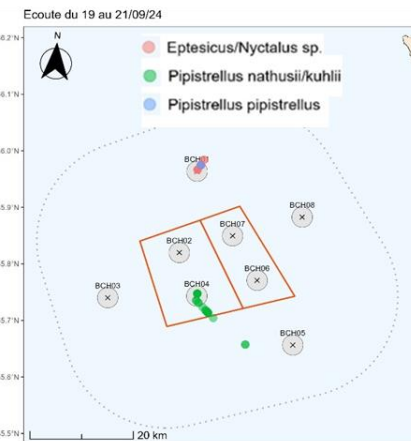 Ecoute du 19 au 21/09/24
N
Eptesicus/Nyctalus sp.
Pipistrellus nathusii/kuhlii
Pipistrellus pipistrellus
6.2°N
6.1°N
6.0°N
5.9°N
5.8°N
5.7°N
5.6°N
5.5°N
BCH08
BCH07
BCH02
BCH06
BCH04
BCH03
BCH05
20 km